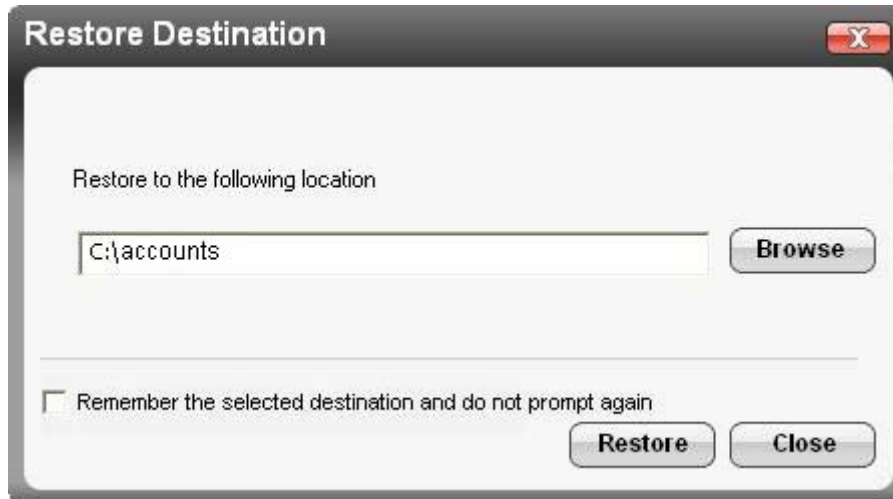 Restore Destination
X
Restore to the following location
C:\accounts
Browse
Remember the selected destination and do not prompt again
Restore
Close